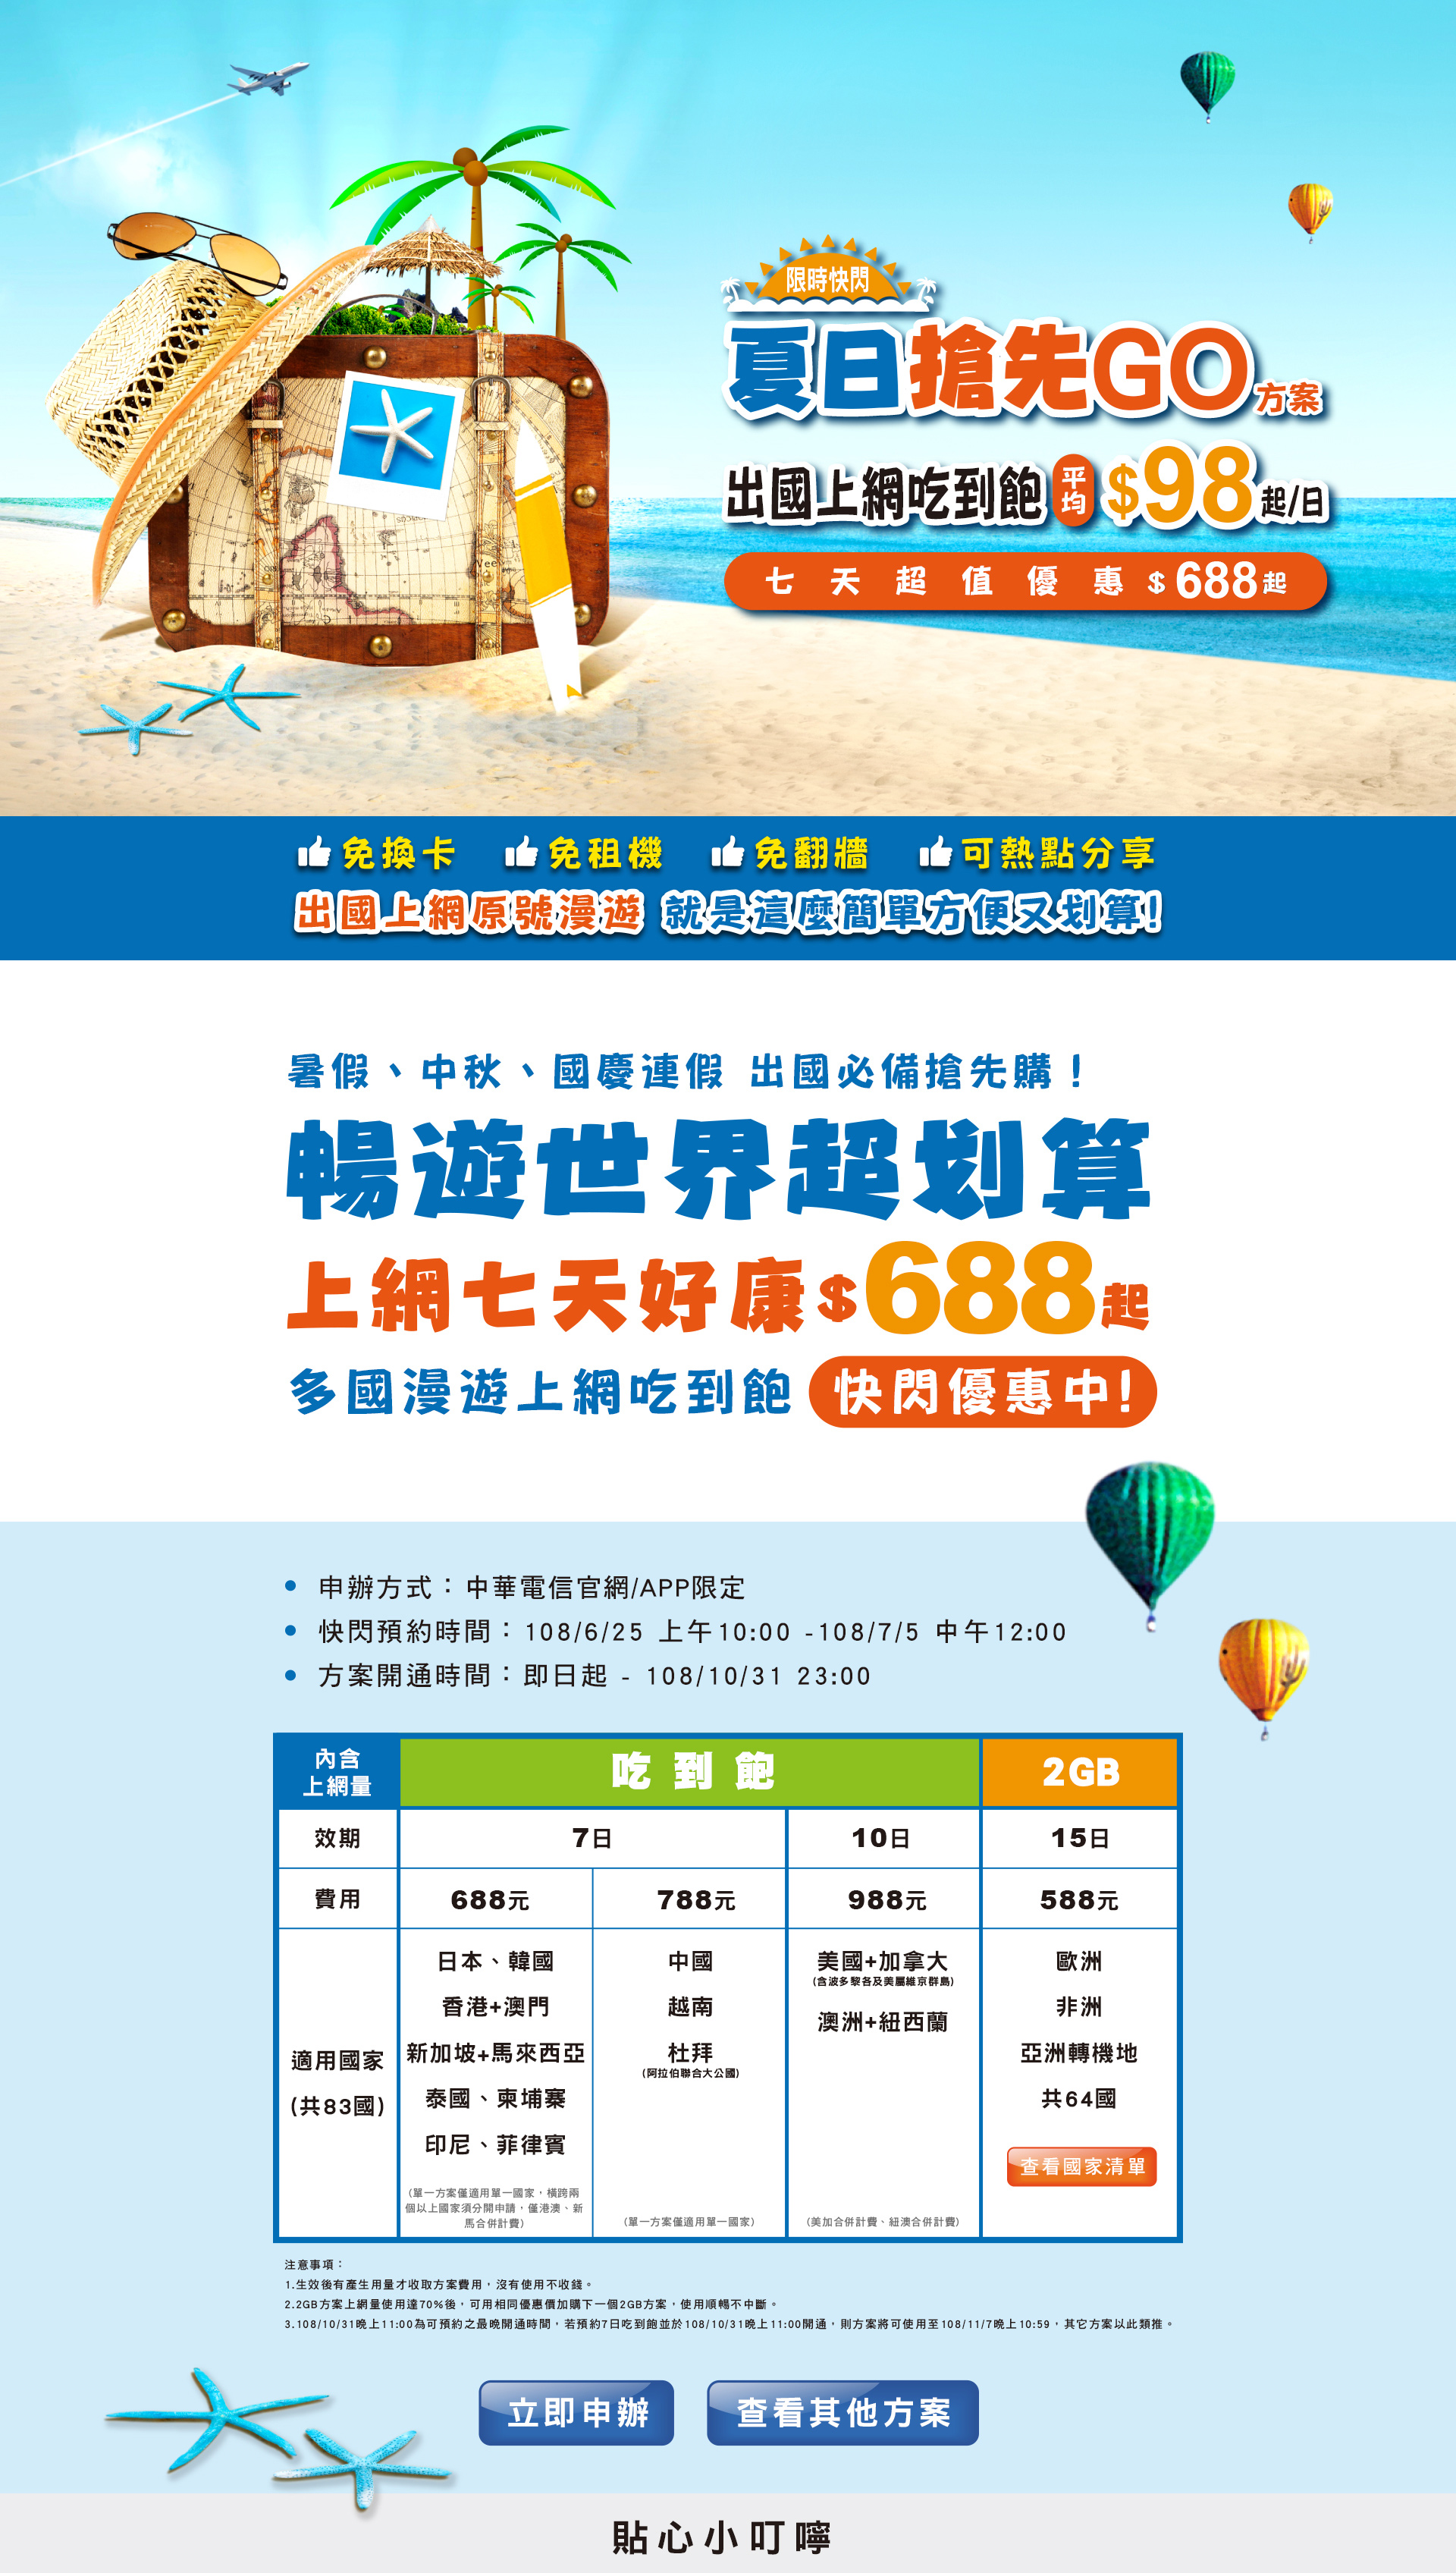 限時快閃
夏日搶先GO方案
出國上網吃到飽 平均 $98起/日
七天超值優惠$688起
免換卡 免租機 免翻牆 可熱點分享
出國上網原號漫遊 就是這麼簡單方便又划算!
暑假、中秋、國慶連假 出國必備搶先購!
暢遊世界超划算
上網七天好康$688起
多國漫遊上網吃到飽 快閃優惠中!
• 申辦方式：中華電信官網/APP限定
• 快閃預約時間：108/6/25 上午10:00 -108/7/5 中午12:00
• 方案開通時間：即日起 - 108/10/31 23:00
內含
上網量
吃到飽
2GB
效期
7日
10日
15日
費用
688元
788元
988元
588元
適用國家
(共83國)
日本、韓國
香港+澳門
新加坡+馬來西亞
泰國、柬埔寨
印尼、菲律賓
(單一方案僅適用單一國家，橫跨兩
個以上國家須分開申請，僅港澳、新
馬合併計費)
中國
越南
杜拜
(阿拉伯聯合大公國)
(單一方案僅適用單一國家)
美國+加拿大
(含波多黎各及美屬維京群島)
澳洲+紐西蘭
(美加合併計費、紐澳合併計費)
歐洲
非洲
亞洲轉機地
共64國
查看國家清單
注意事項：
1.生效後有產生用量才收取方案費用，沒有使用不收錢。
2.2GB方案上網量使用達70%後，可用相同優惠價加購下一個2GB方案，使用順暢不中斷。
3.108/10/31晚上11:00為可預約之最晚開通時間，若預約7日吃到飽並於108/10/31晚上11:00開通，則方案將可使用至108/11/7晚上10:59，其它方案以此類推。
立即申辦
查看其他方案
貼心小叮嚀